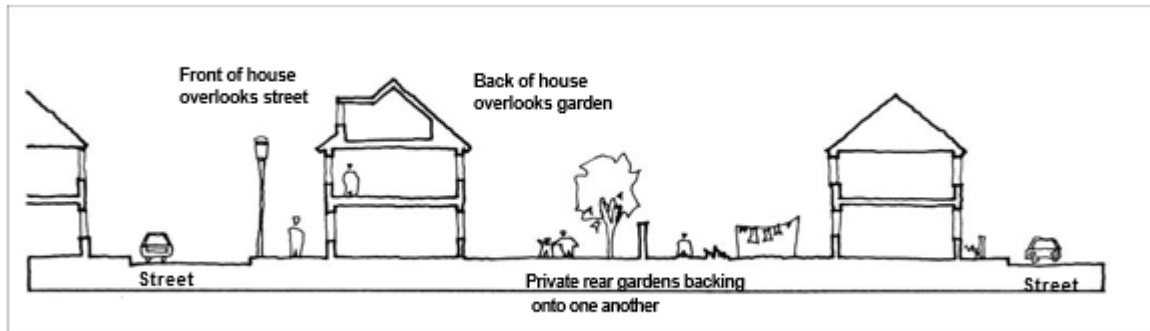 Front of house
overlooks street
Back of house
overlooks garden
Street
Private rear gardens backing
onto one another
Street